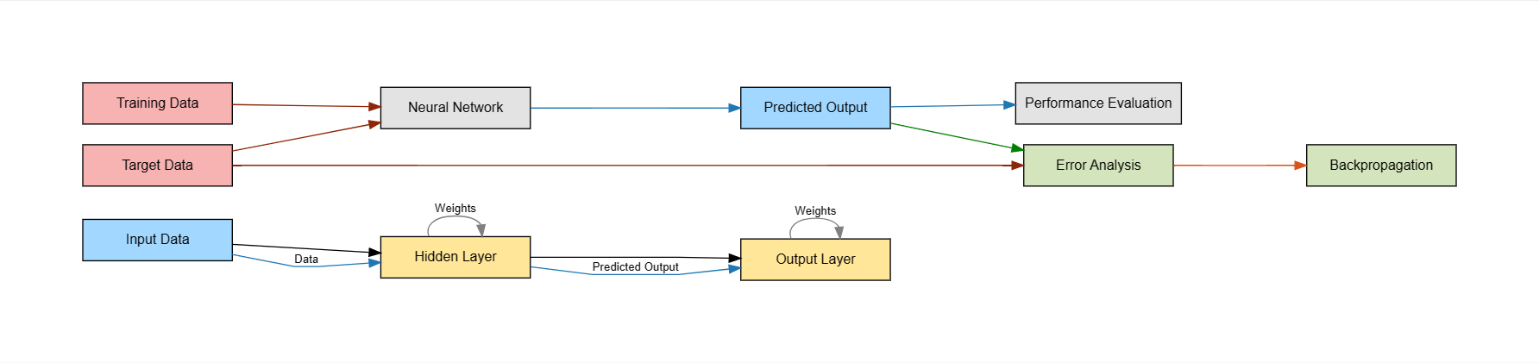 Training Data
Neural Network
Predicted Output
Performance Evaluation
Target Data
Error Analysis
Backpropagation
Weights
Weights
Input Data
Data
Hidden Layer
Predicted Output
Output Layer